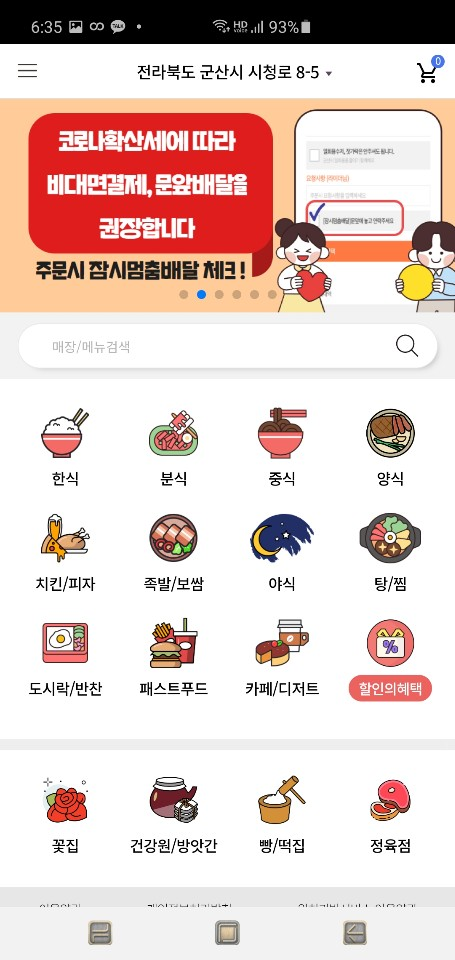 6:35 TALK HD VOICE 93%
전라북도 군산시 시청로 8-5
0
코로나확산세에 따라
비대면결제, 문앞배달을
권장합니다
주문시 잠시멈춤배달 체크!
매장/메뉴검색
한식 분식 중식 양식
치킨/피자 족발/보쌈 야식 탕/찜
%
도시락/반찬 패스트푸드 카페/디저트 할인의혜택
꽃집 건강원/방앗간 빵/떡집 정육점